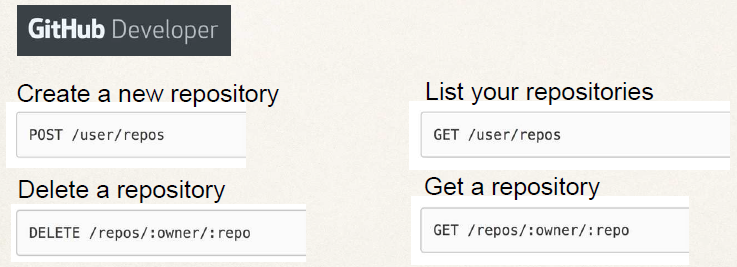 GitHub Developer
Create a new repository
POST /user/repos
List your repositories
GET /user/repos
Delete a repository
DELETE /repos/:owner/:repo
Get a repository
GET /repos/:owner/:repo